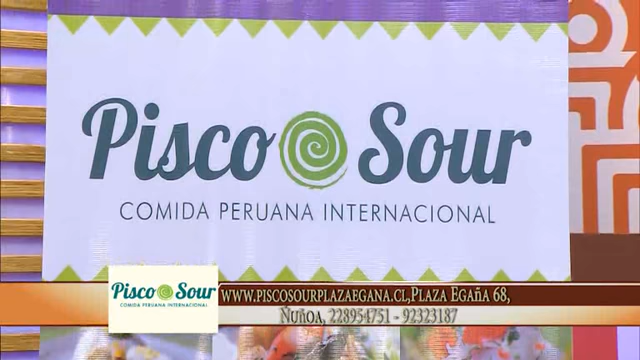 Pisco Sour
COMIDA PERUANA INTERNACIONAL
Pisco Sour
COMIDA PERUANA INTERNACIONAL
WWW.PISCOSOURPLAZAEGANA.CL,PLAZA EGAÑA 68,
ÑUÑOA, 228954751 - 92323187